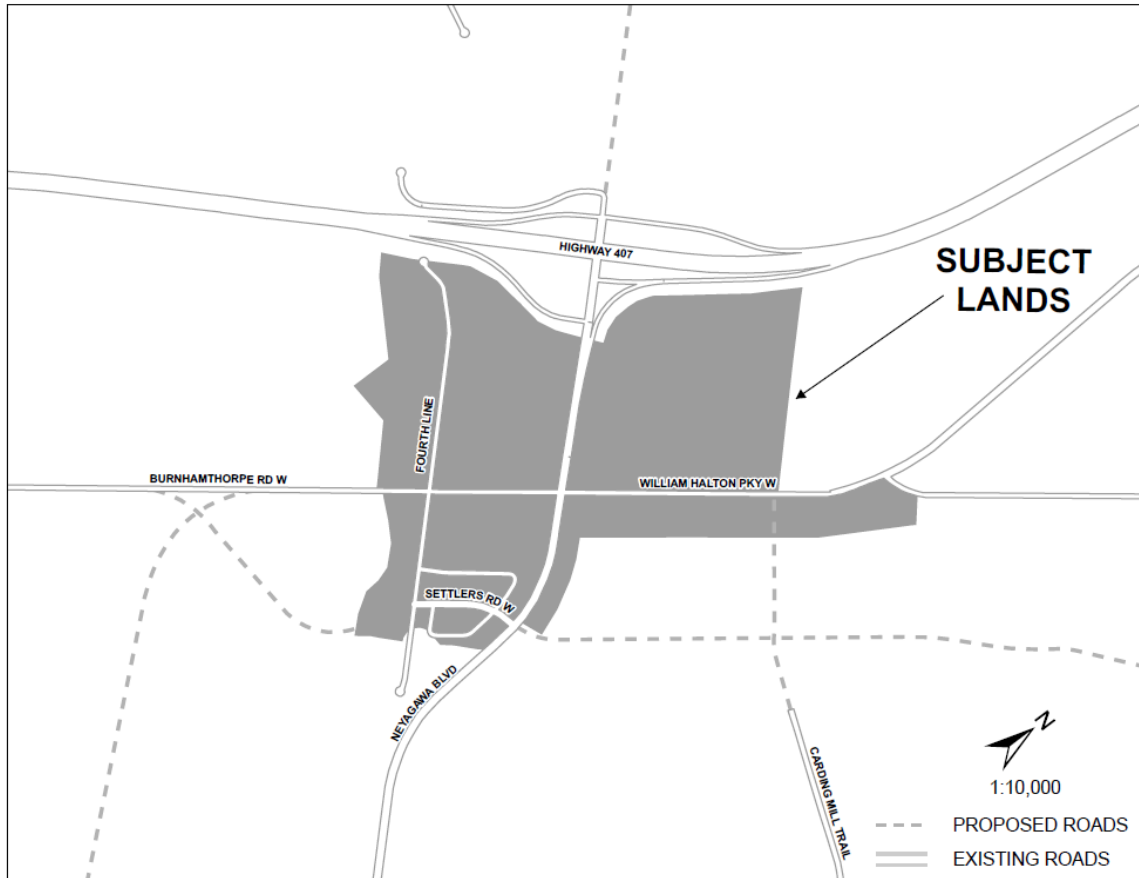 HIGHWAY 407
SUBJECT
LANDS
FOURTH LINE
BURNHAMTHORPE RD W
WILLIAM HALTON PKY W
SETTLERS RD W
NEYAGAWA BLVD
CARDING MILL TRAIL
N
1:10,000
PROPOSED ROADS
EXISTING ROADS